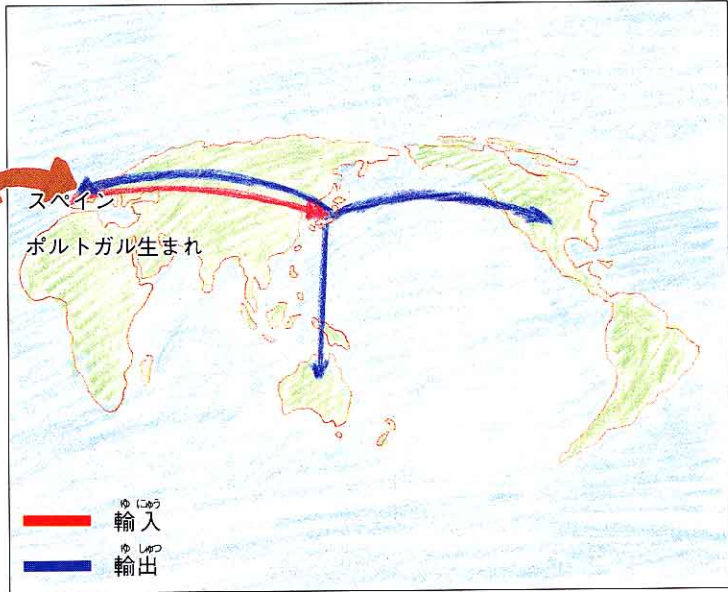 スペイン
ポルトガル生まれ
ゆにゅう
輸入
ゆしゅつ
輸出